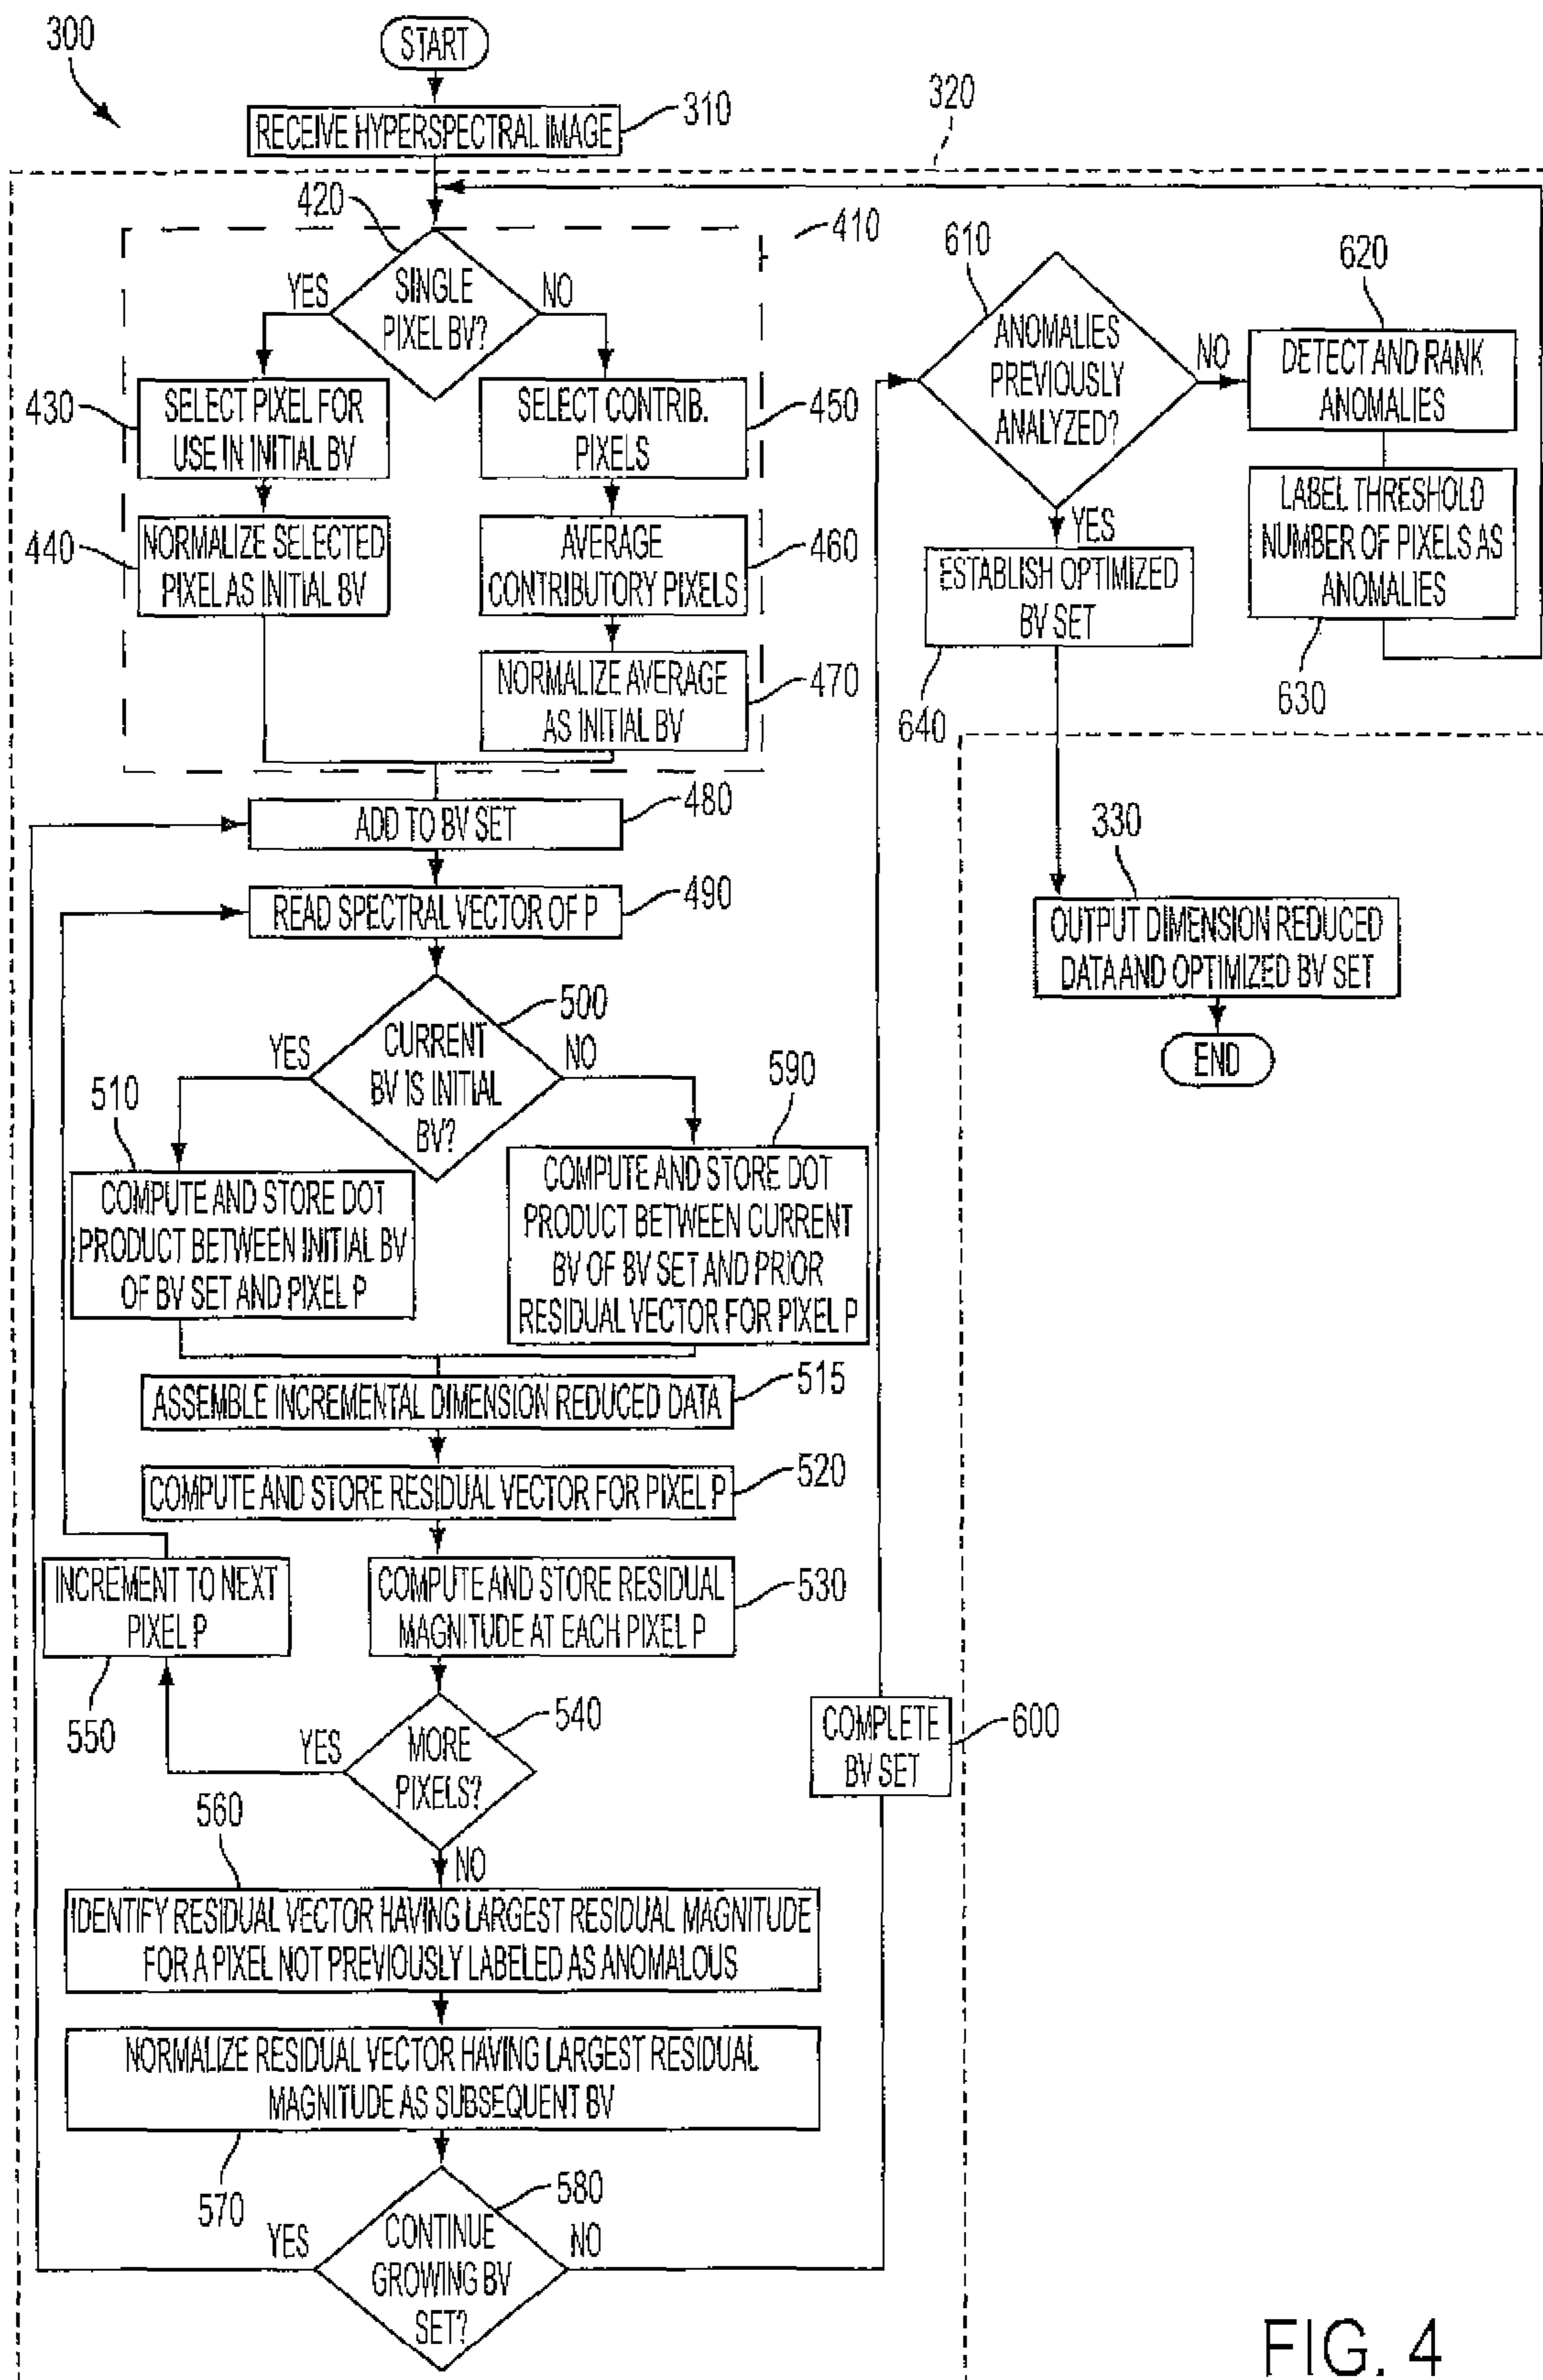 300
START
RECEIVE HYPERSPECTRAL IMAGE
310
320
410
420
SINGLE
PIXEL BV?
YES
NO
430
SELECT PIXEL FOR
USE IN INITIAL BV
SELECT CONTRIB.
PIXELS
450
440
NORMALIZE SELECTED
PIXEL AS INITIAL BV
AVERAGE
CONTRIBUTORY PIXELS
460
NORMALIZE AVERAGE
AS INITIAL BV
470
ADD TO BV SET
480
READ SPECTRAL VECTOR OF P
490
CURRENT
BV IS INITIAL
BV?
500
YES
NO
510
COMPUTE AND STORE DOT
PRODUCT BETWEEN INITIAL BV
OF BV SET AND PIXEL P
590
COMPUTE AND STORE DOT
PRODUCT BETWEEN CURRENT
BV OF BV SET AND PRIOR
RESIDUAL VECTOR FOR PIXEL P
ASSEMBLE INCREMENTAL DIMENSION REDUCED DATA
515
COMPUTE AND STORE RESIDUAL VECTOR FOR PIXEL P
520
INCREMENT TO NEXT
PIXEL P
550
COMPUTE AND STORE RESIDUAL
MAGNITUDE AT EACH PIXEL P
530
MORE
PIXELS?
540
YES
NO
560
IDENTIFY RESIDUAL VECTOR HAVING LARGEST RESIDUAL MAGNITUDE
FOR A PIXEL NOT PREVIOUSLY LABELED AS ANOMALOUS
NORMALIZE RESIDUAL VECTOR HAVING LARGEST RESIDUAL
MAGNITUDE AS SUBSEQUENT BV
570
CONTINUE
GROWING BV
SET?
580
YES
NO
COMPLETE
BV SET
600
610
ANOMALIES
PREVIOUSLY
ANALYZED?
NO
YES
620
DETECT AND RANK
ANOMALIES
LABEL THRESHOLD
NUMBER OF PIXELS AS
ANOMALIES
630
ESTABLISH OPTIMIZED
BV SET
640
330
OUTPUT DIMENSION REDUCED
DATA AND OPTIMIZED BV SET
END
FIG. 4